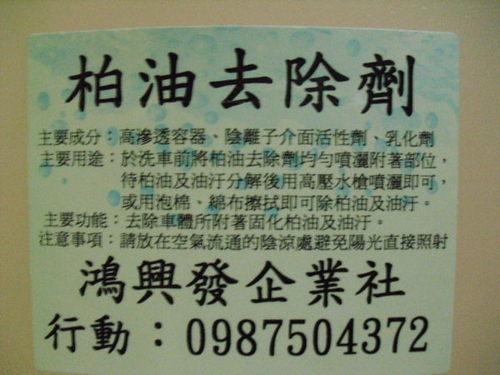 柏油去除劑
主要成分：高滲透容器、陰離子介面活性劑、乳化劑
主要用途：於洗車前將柏油去除劑均勻噴灑附著部位，
待柏油及油汙分解後用高壓水槍噴灑即可，
或用泡棉、綿布擦拭即可除柏油及油汙。
主要功能：去除車體所附著固化柏油及油汙。
注意事項：請放在空氣流通的陰涼處避免陽光直接照射
鴻興發企業社
行動：0987504372